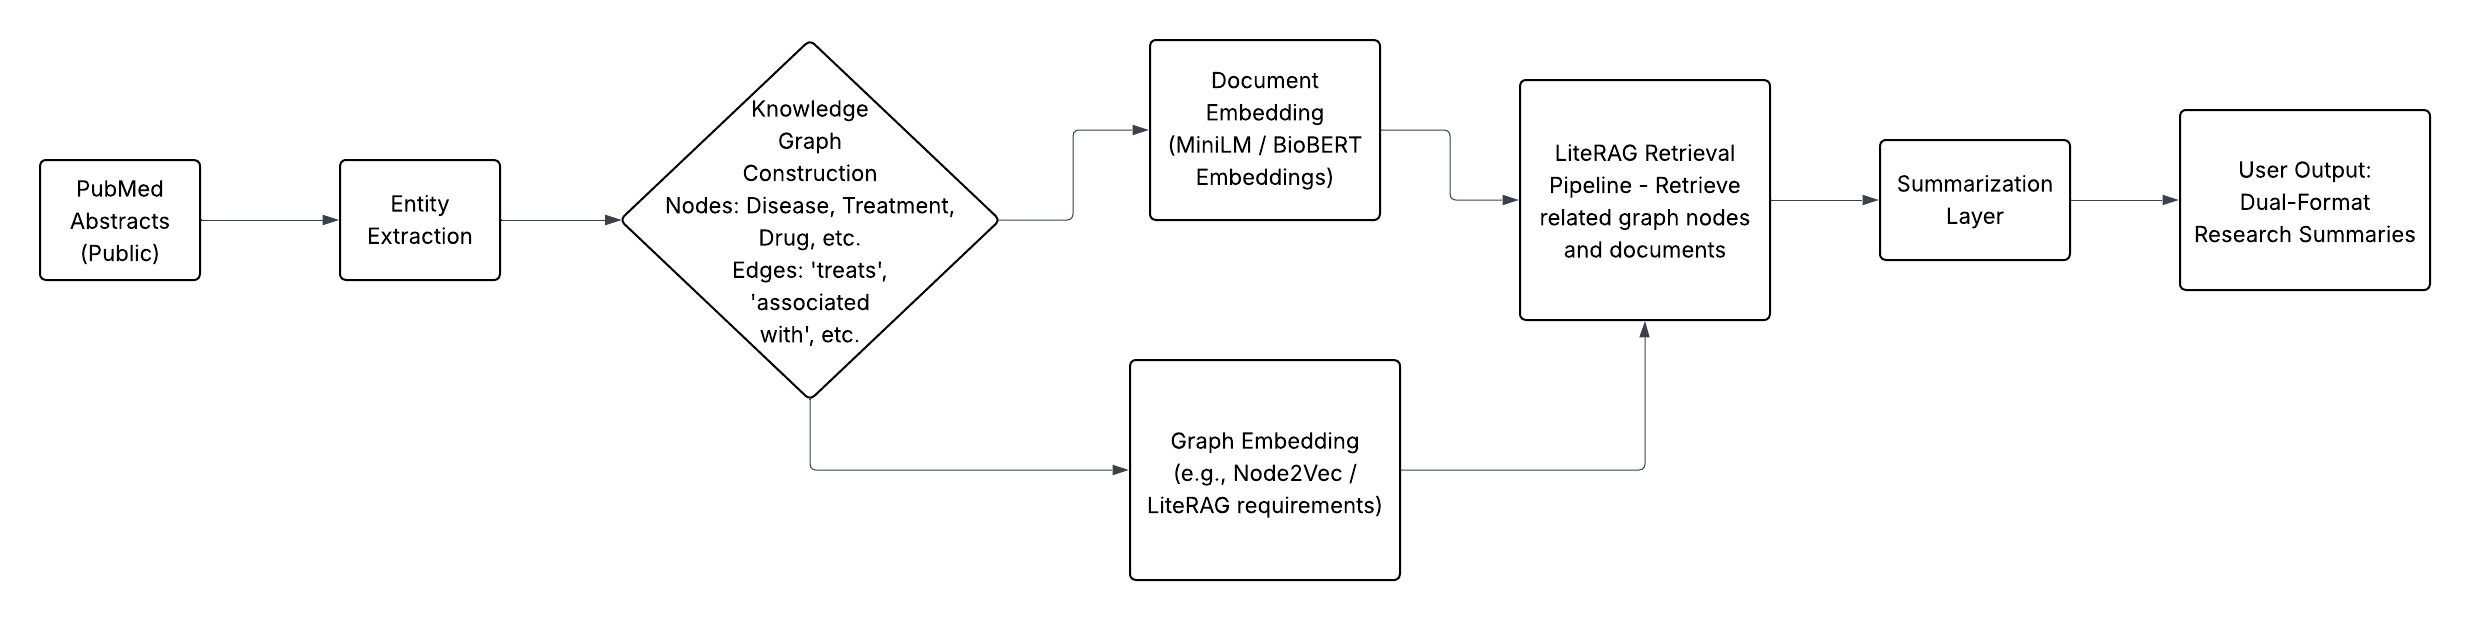 PubMed
Abstracts
(Public)
Entity
Extraction
Knowledge
Graph
Construction
Nodes: Disease, Treatment,
Drug, etc.
Edges: 'treats',
'associated
with', etc.
Document
Embedding
(MiniLM / BioBERT
Embeddings)
Graph Embedding
(e.g., Node2Vec /
LiteRAG requirements)
LiteRAG Retrieval
Pipeline - Retrieve
related graph nodes
and documents
Summarization
Layer
User Output:
Dual-Format
Research Summaries